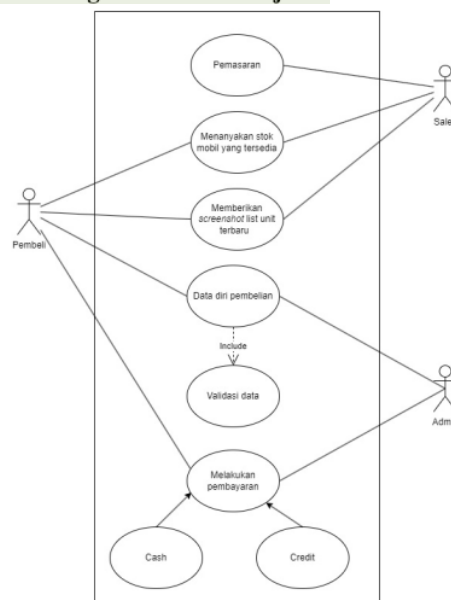 Pemasaran
Sale
Menanyakan stok
mobil yang tersedia
Memberikan
screenshot list unit
terbaru
Pembeli
Data diri pembelian
Include
Validasi data
Adm
Melakukan
pembayaran
Cash
Credit